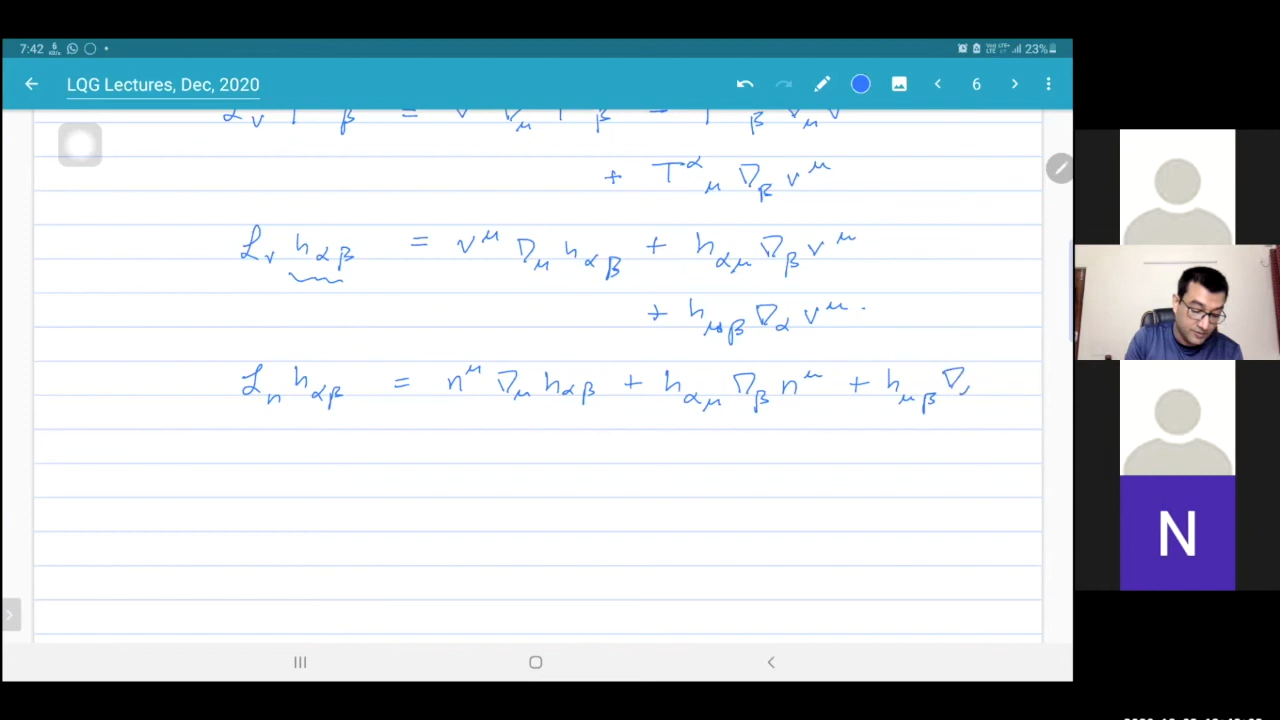 7:42
23%
LQG Lectures, Dec, 2020
6
+ T^α_μ ∇_β v^μ
ℒ_v h_αβ = v^μ ∇_μ h_αβ + h_αμ ∇_β v^μ
+ h_μβ ∇_α v^μ .
ℒ_n h_αβ = n^μ ∇_μ h_αβ + h_αμ ∇_β n^μ + h_μβ ∇
N